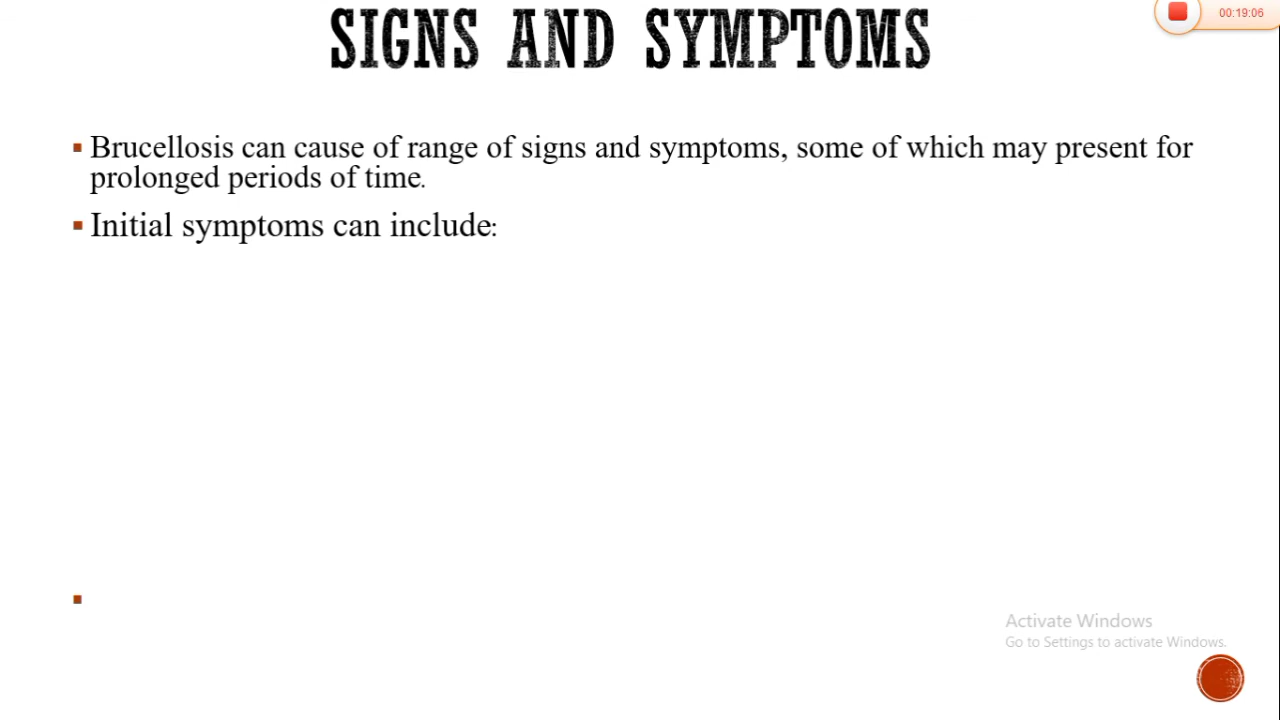 00:19:06
SIGNS AND SYMPTOMS
Brucellosis can cause of range of signs and symptoms, some of which may present for
prolonged periods of time.
Initial symptoms can include:
Activate Windows
Go to Settings to activate Windows.